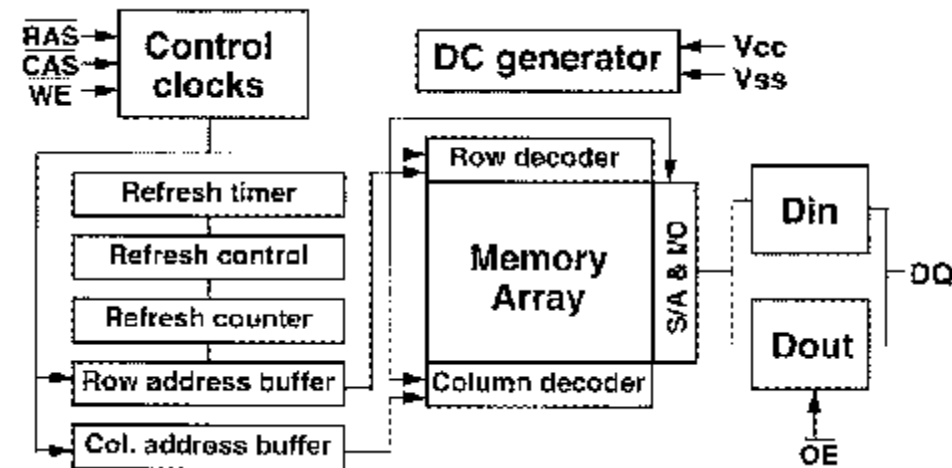 RAS
CAS
WE
Control
clocks
DC generator
Vcc
Vss
Row decoder
Refresh timer
Refresh control
Refresh counter
Row address buffer
Col. address buffer
Memory
Array
S/A & I/O
Column decoder
Din
Dout
DQ
OE